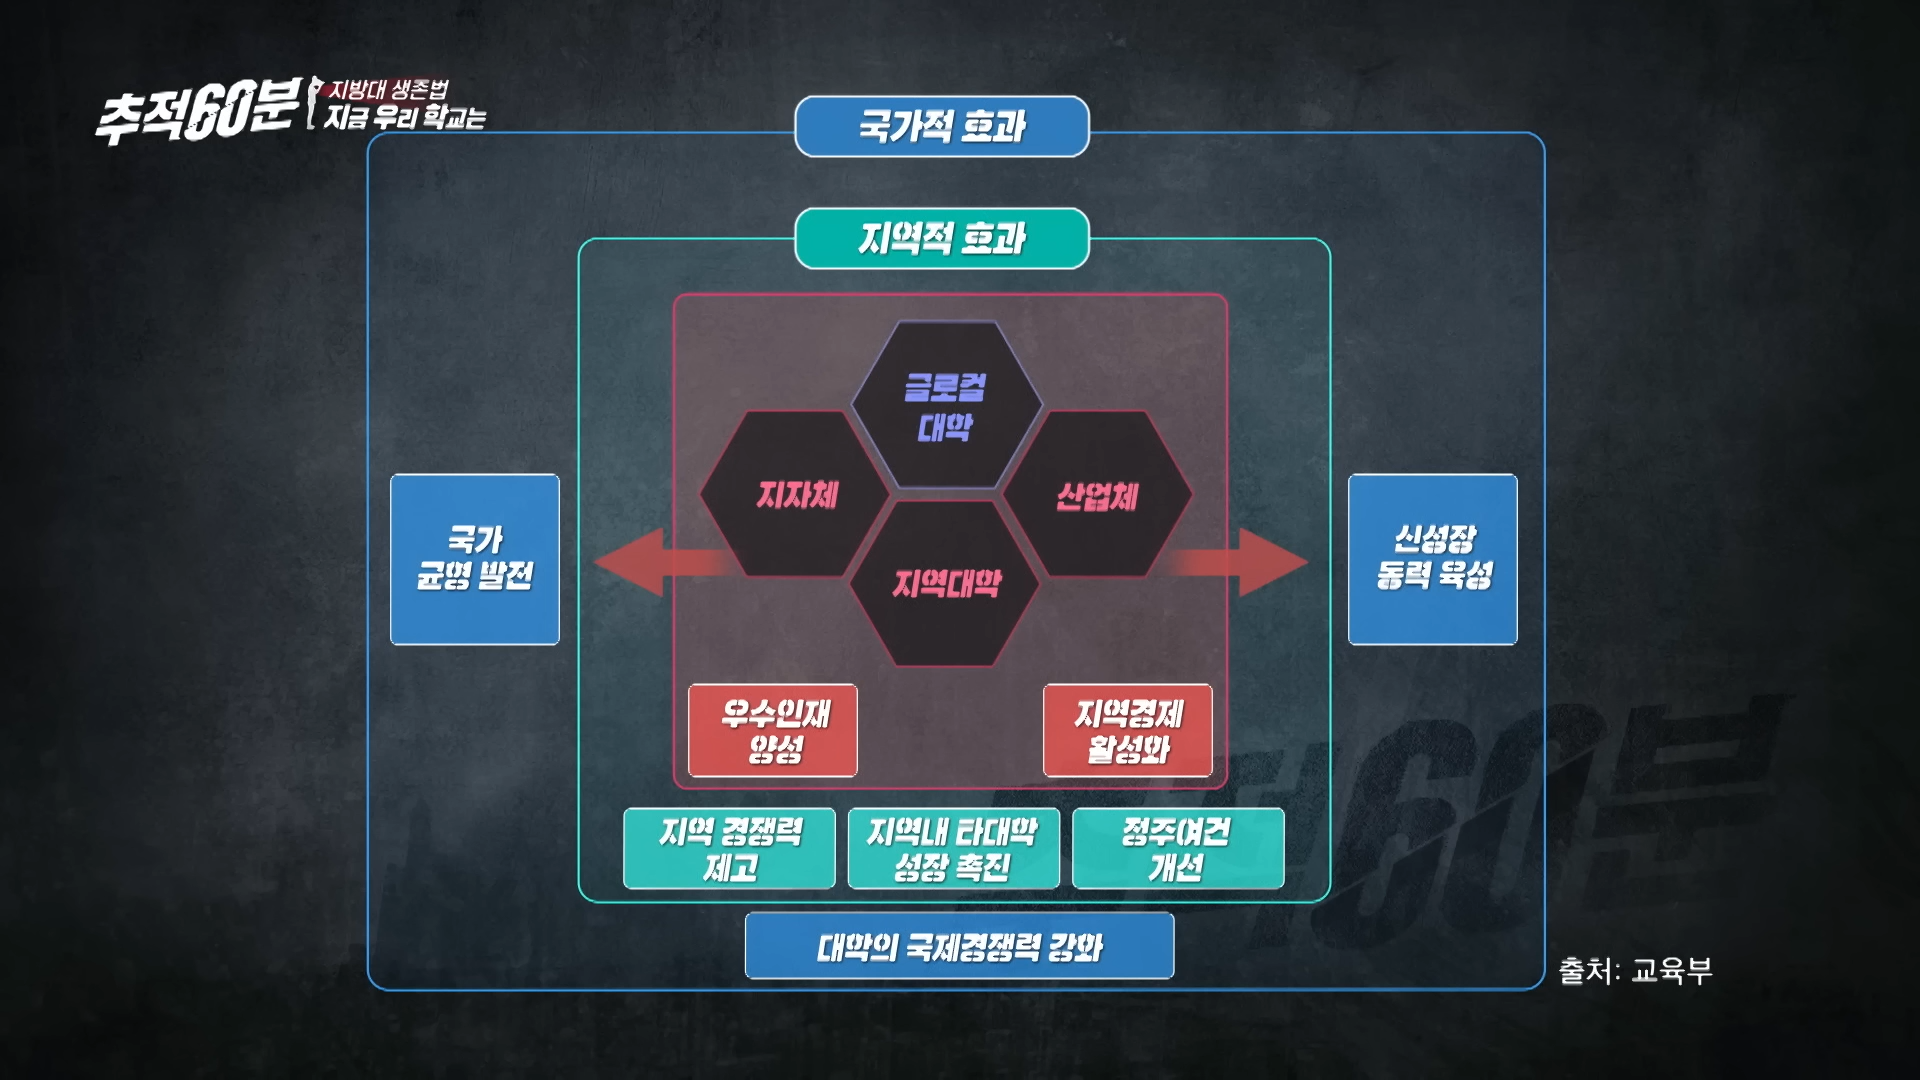 추적60분
지방대 생존법
지금 우리 학교는
국가적 효과
지역적 효과
글로컬
대학
지자체
산업체
지역대학
국가
균형 발전
신성장
동력 육성
우수인재
양성
지역경제
활성화
지역 경쟁력
제고
지역내 타대학
성장 촉진
정주여건
개선
대학의 국제경쟁력 강화
출처: 교육부
추적60분